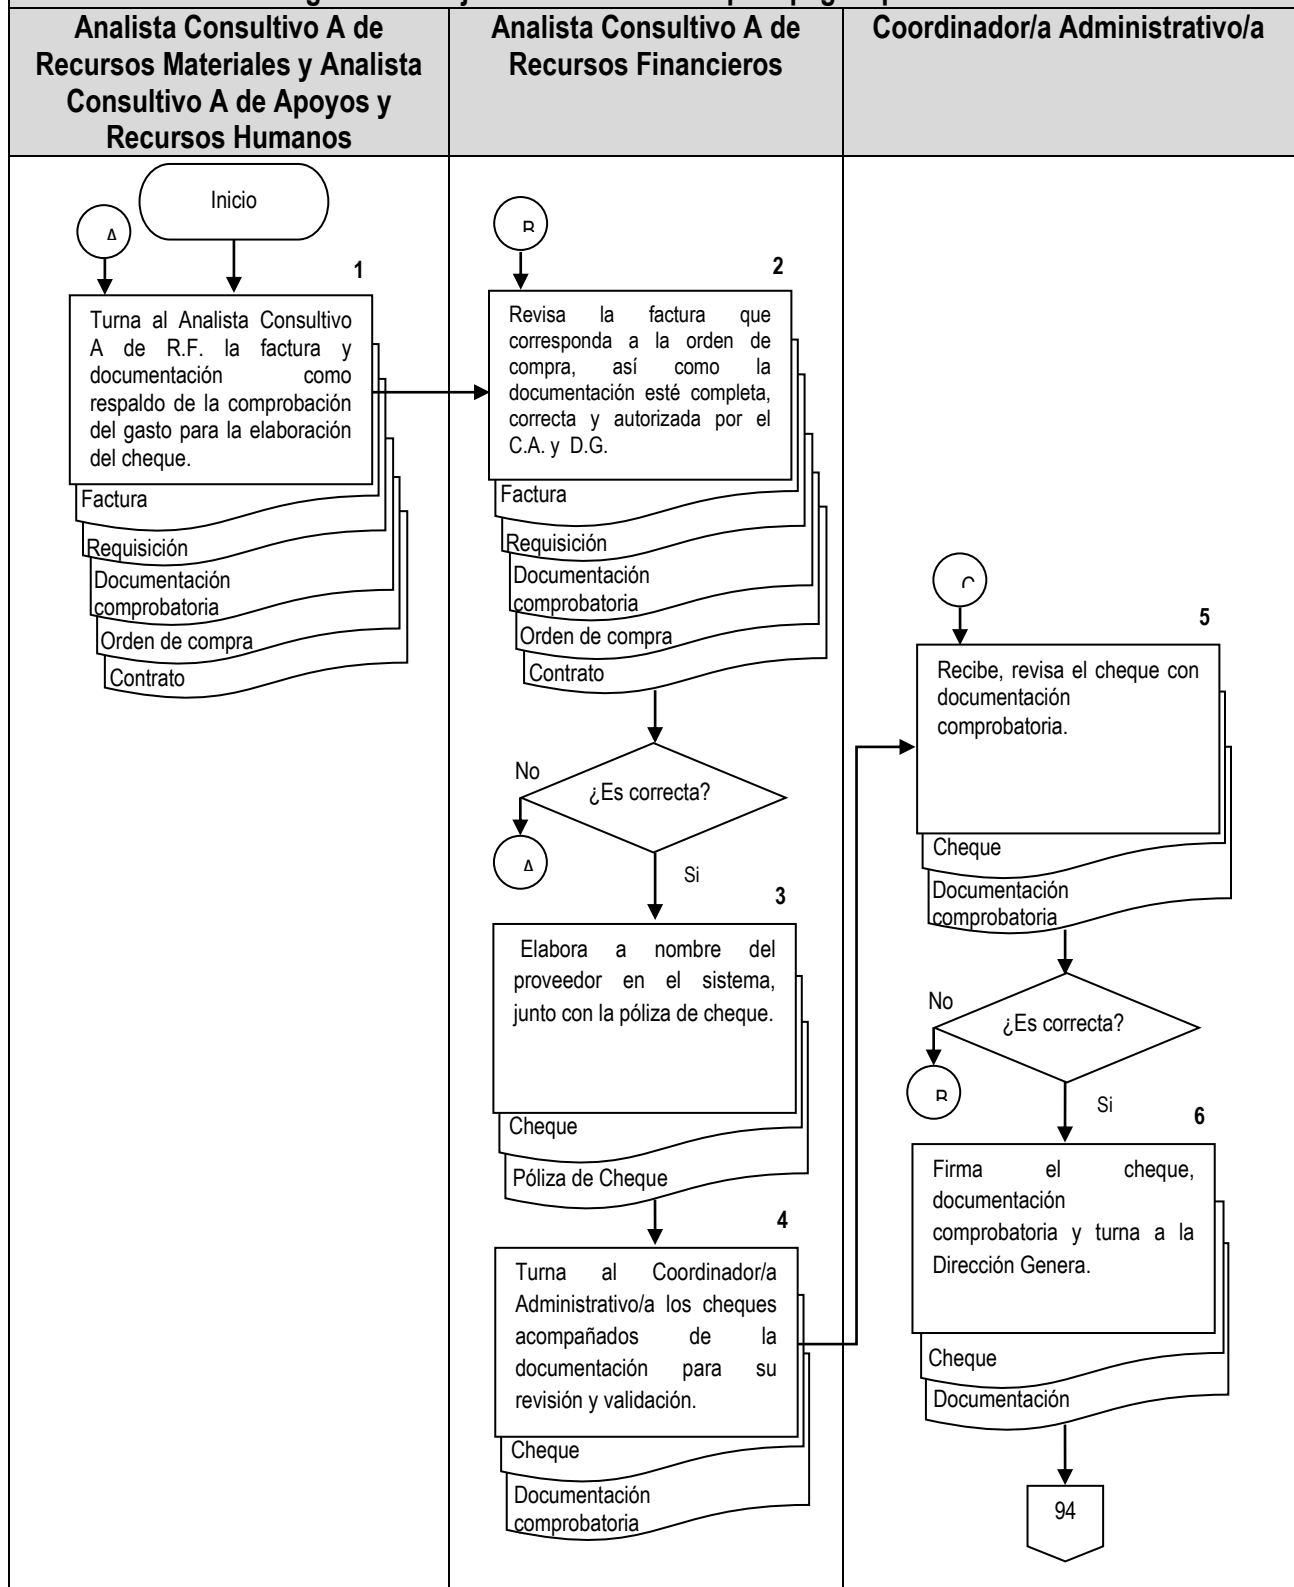 Analista Consultivo A de
Recursos Materiales y Analista
Consultivo A de Apoyos y
Recursos Humanos
Analista Consultivo A de
Recursos Financieros
Coordinador/a Administrativo/a
Inicio
A
1
Turna al Analista Consultivo
A de R.F. la factura y
documentación como
respaldo de la comprobación
del gasto para la elaboración
del cheque.
Factura
Requisición
Documentación
comprobatoria
Orden de compra
Contrato
B
2
Revisa la factura que
corresponda a la orden de
compra, así como la
documentación esté completa,
correcta y autorizada por el
C.A. y D.G.
Factura
Requisición
Documentación
comprobatoria
Orden de compra
Contrato
¿Es correcta?
No
A
Si
3
Elabora a nombre del
proveedor en el sistema,
junto con la póliza de cheque.
Cheque
Póliza de Cheque
4
Turna al Coordinador/a
Administrativo/a los cheques
acompañados de la
documentación para su
revisión y validación.
Cheque
Documentación
comprobatoria
C
5
Recibe, revisa el cheque con
documentación
comprobatoria.
Cheque
Documentación
comprobatoria
No
¿Es correcta?
B
Si
6
Firma el cheque,
documentación
comprobatoria y turna a la
Dirección Genera.
Cheque
Documentación
94